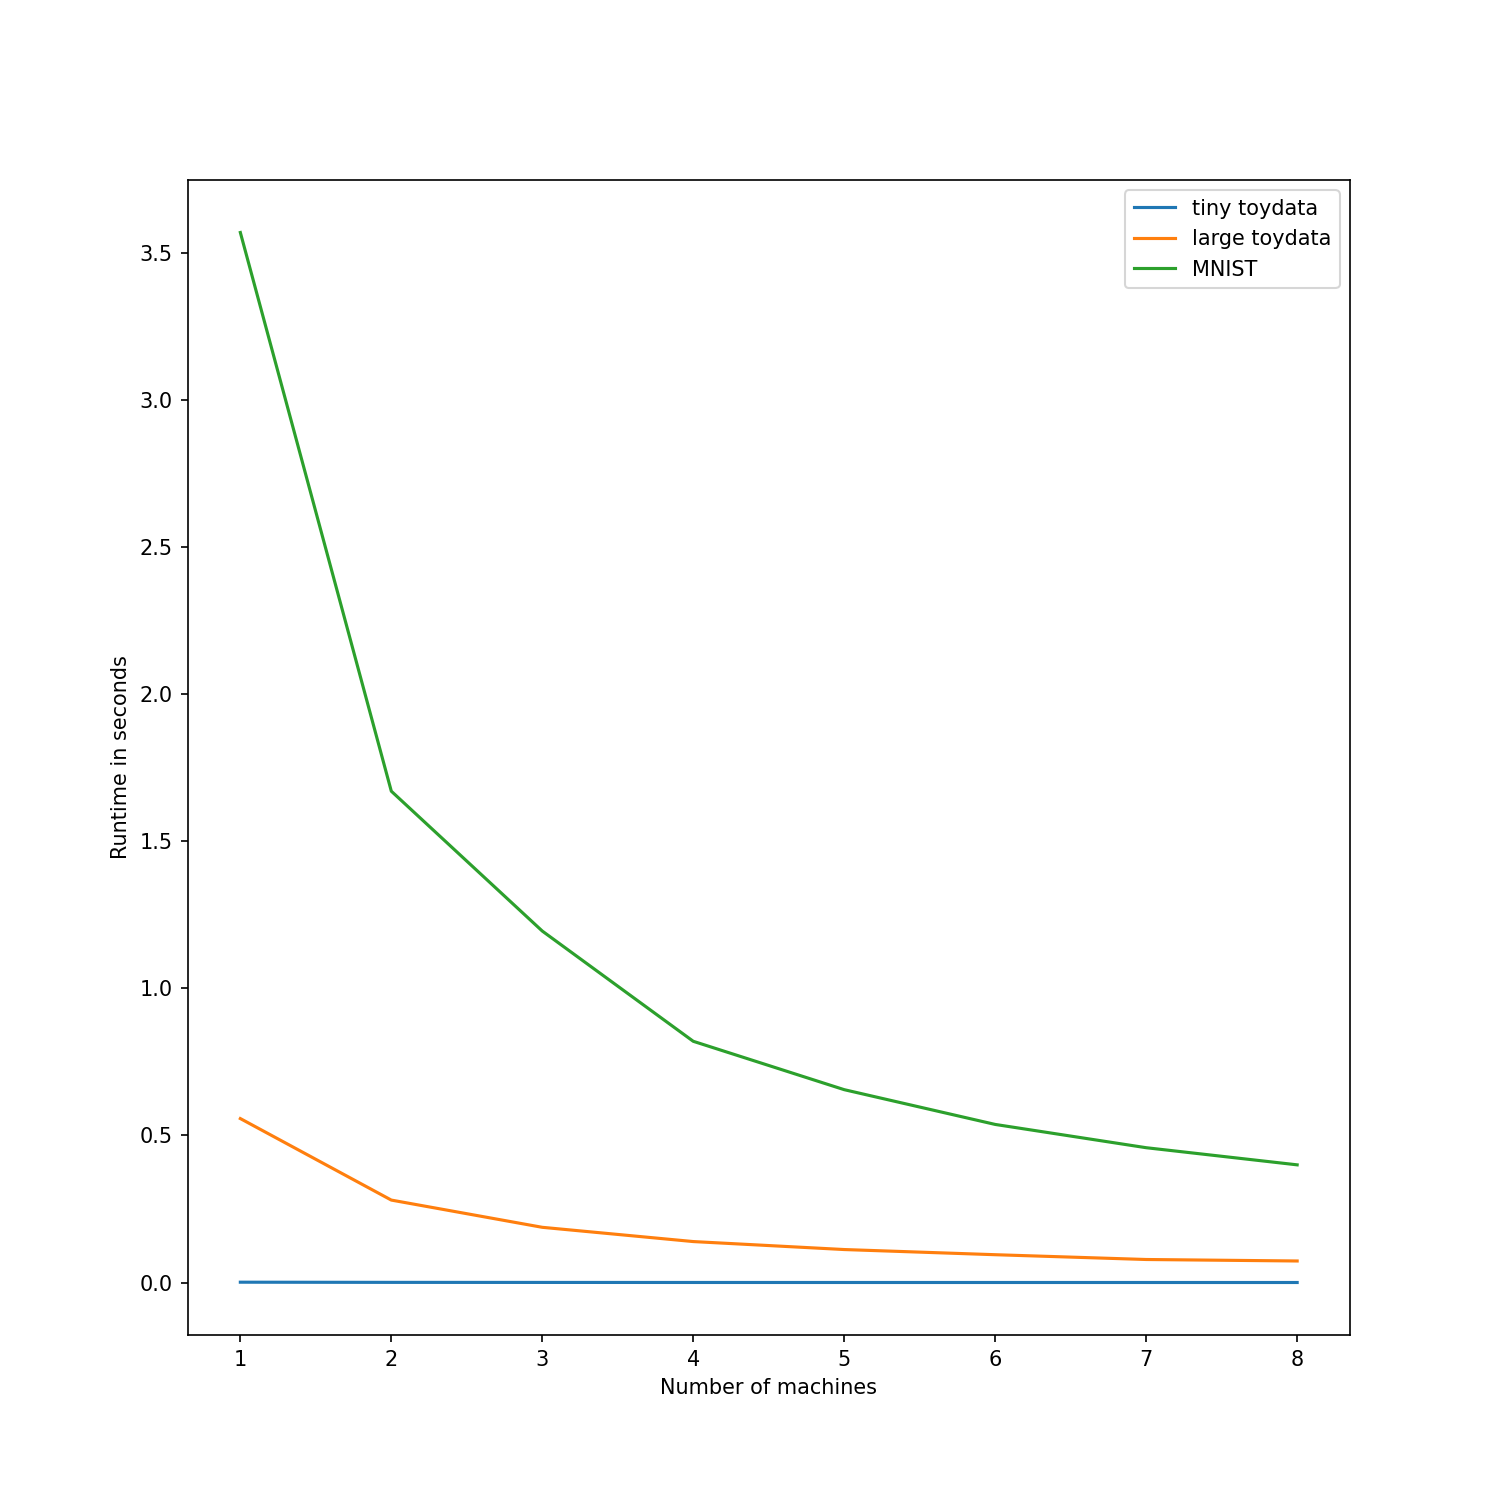 tiny toydata
large toydata
MNIST
3.5
3.0
2.5
2.0
1.5
1.0
0.5
0.0
Runtime in seconds
1 2 3 4 5 6 7 8
Number of machines